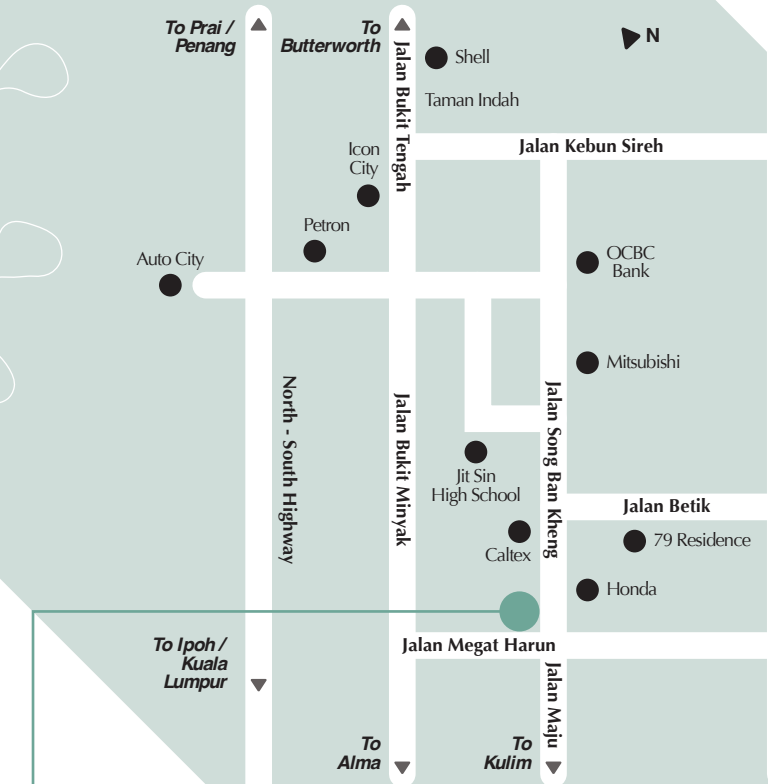 To Prai /
Penang
To
Butterworth
Jalan Bukit Tengah
Shell
N
Taman Indah
Jalan Kebun Sireh
Icon
City
Petron
Auto City
OCBC
Bank
Mitsubishi
North - South Highway
Jalan Bukit Minyak
Jalan Song Ban Kheng
Jit Sin
High School
Jalan Betik
Caltex
79 Residence
Honda
To Ipoh /
Kuala
Lumpur
Jalan Megat Harun
Jalan Maju
To
Alma
To
Kulim